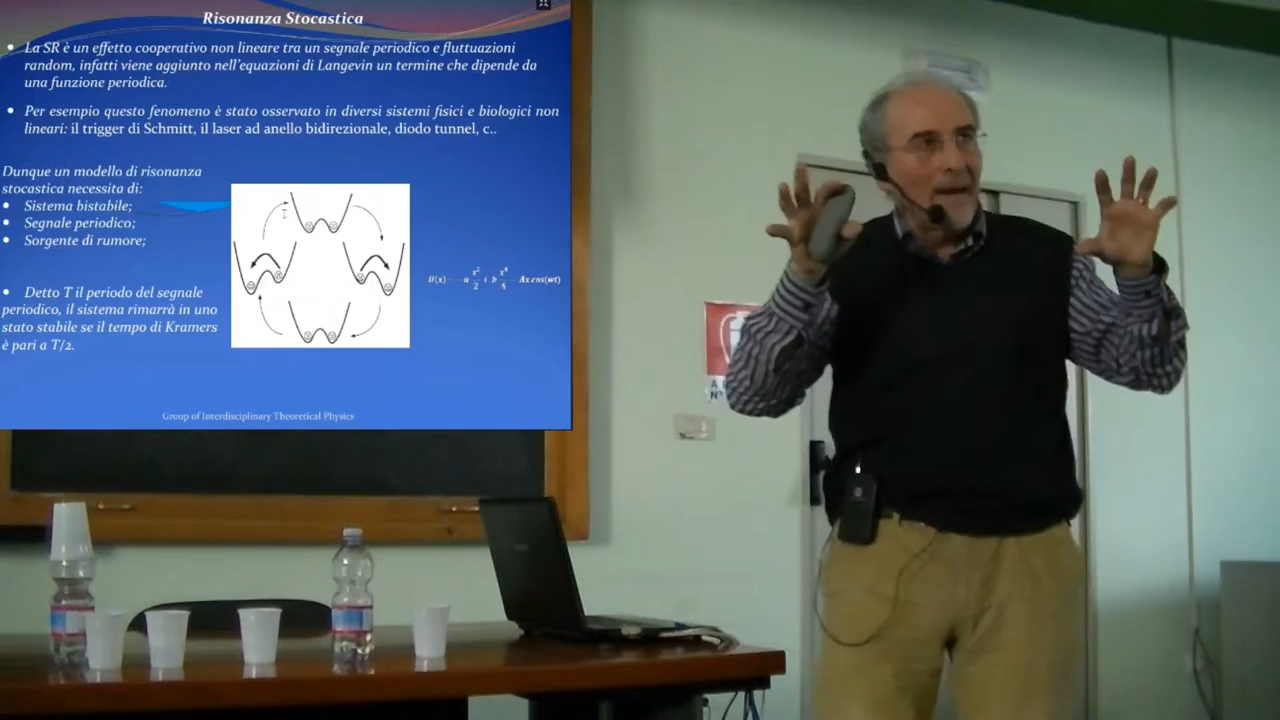 Risonanza Stocastica
• La SR è un effetto cooperativo non lineare tra un segnale periodico e fluttuazioni
random, infatti viene aggiunto nell'equazioni di Langevin un termine che dipende da
una funzione periodica.
• Per esempio questo fenomeno è stato osservato in diversi sistemi fisici e biologici non
lineari: il trigger di Schmitt, il laser ad anello bidirezionale, diodo tunnel, c..
Dunque un modello di risonanza
stocastica necessita di:
• Sistema bistabile;
• Segnale periodico;
• Sorgente di rumore;
• Detto T il periodo del segnale
periodico, il sistema rimarrà in uno
stato stabile se il tempo di Kramers
è pari a T/2.
Group of Interdisciplinary Theoretical Physics